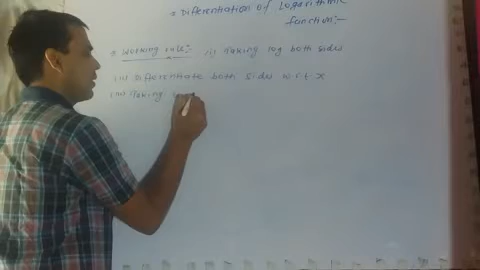 * Differentiation of Logarithmic
function:-
* Working rule:- (i) Taking log both sides
(ii) Differentiate both sides w.r.t. x
(iii) Taking